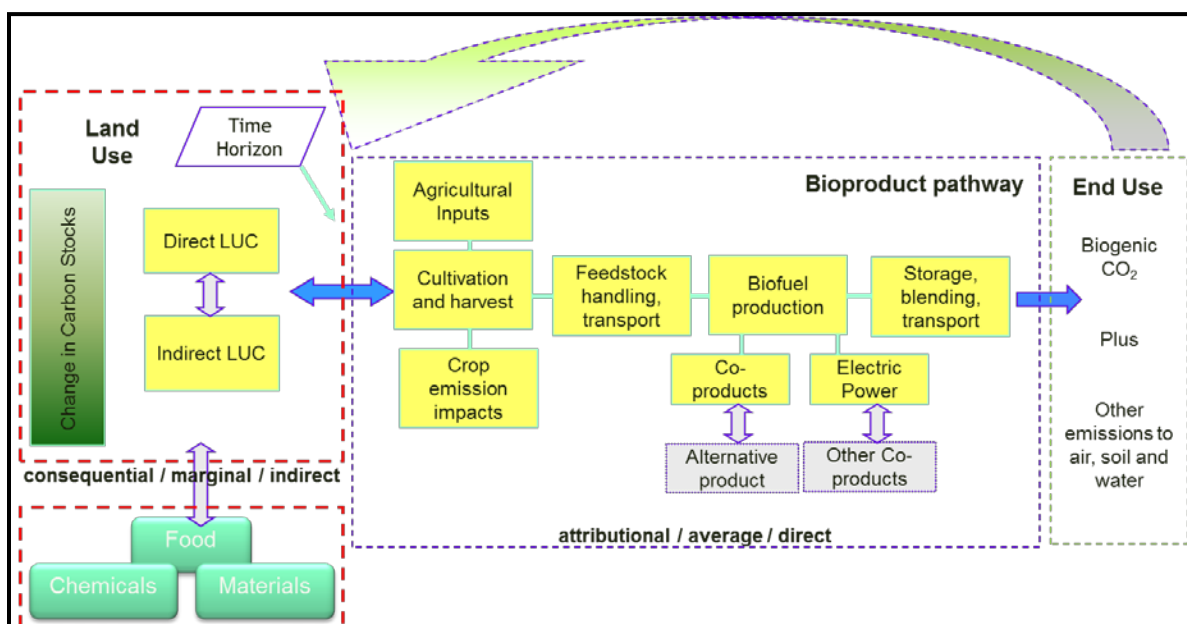 Land
Use
Time
Horizon
Change in Carbon Stocks
Direct LUC
Indirect LUC
consequential / marginal / indirect
Food
Chemicals
Materials
Bioproduct pathway
Agricultural
Inputs
Cultivation
and harvest
Crop
emission
impacts
Feedstock
handling,
transport
Biofuel
production
Storage,
blending,
transport
Co-
products
Electric
Power
Alternative
product
Other Co-
products
attributional / average / direct
End Use
Biogenic
CO₂
Plus
Other
emissions to
air, soil and
water